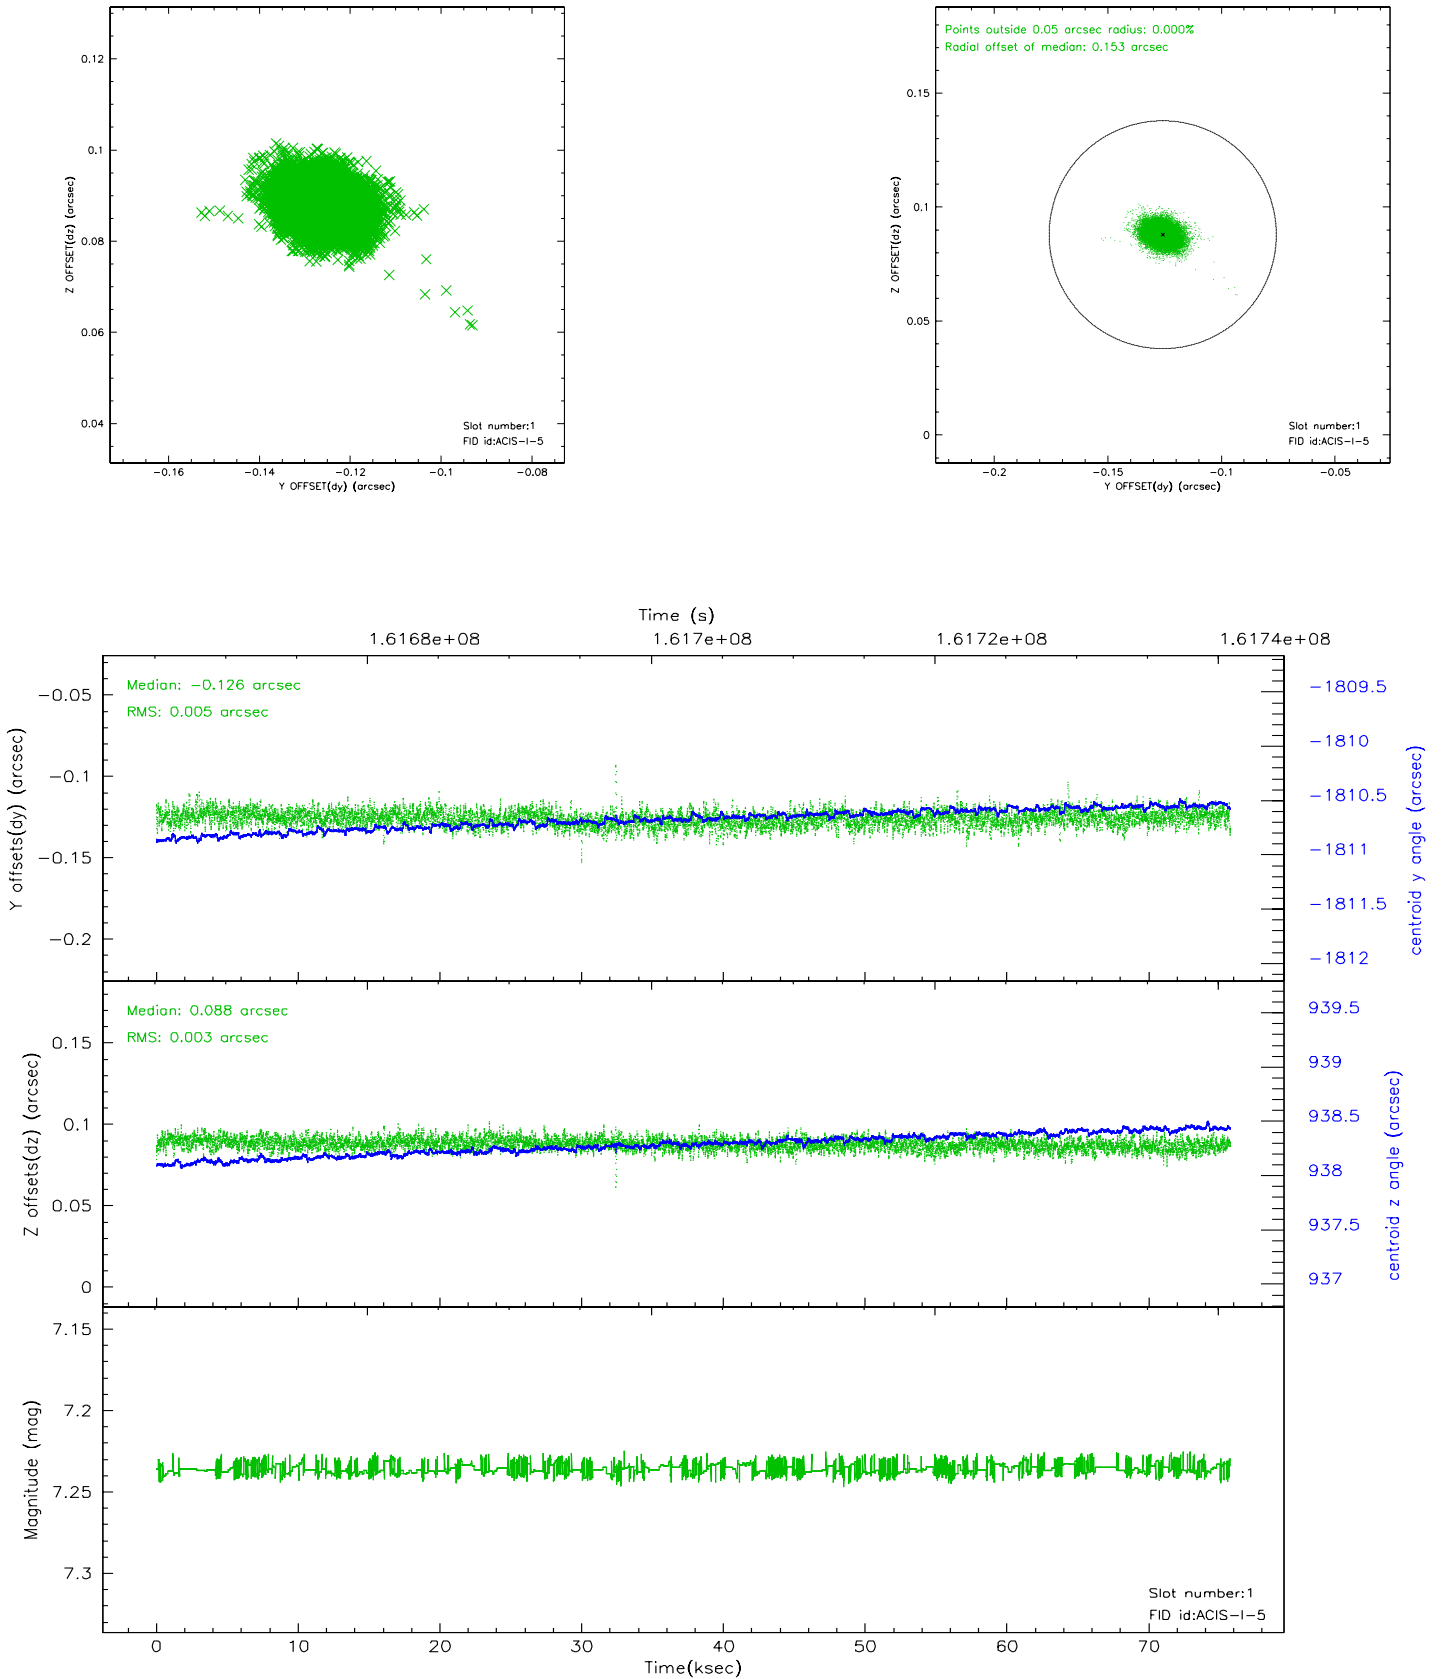 0.12
0.1
0.08
0.06
0.04
Z OFFSET(dz) (arcsec)
Slot number:1
FID id:ACIS-I-5
-0.16
-0.14
-0.12
-0.1
-0.08
Y OFFSET(dy) (arcsec)
Points outside 0.05 arcsec radius: 0.000%
Radial offset of median: 0.153 arcsec
0.15
0.1
0.05
0
Z OFFSET(dz) (arcsec)
Slot number:1
FID id:ACIS-I-5
-0.2
-0.15
-0.1
-0.05
Y OFFSET(dy) (arcsec)
Time (s)
1.6168e+08
1.617e+08
1.6172e+08
1.6174e+08
Median: -0.126 arcsec
RMS: 0.005 arcsec
-0.05
-0.1
-0.15
-0.2
Y offsets(dy) (arcsec)
-1809.5
-1810
-1810.5
-1811
-1811.5
-1812
centroid y angle (arcsec)
Median: 0.088 arcsec
RMS: 0.003 arcsec
0.15
0.1
0.05
0
Z offsets(dz) (arcsec)
939.5
939
938.5
938
937.5
937
centroid z angle (arcsec)
7.15
7.2
7.25
7.3
Magnitude (mag)
Slot number:1
FID id:ACIS-I-5
0
10
20
30
40
50
60
70
Time(ksec)